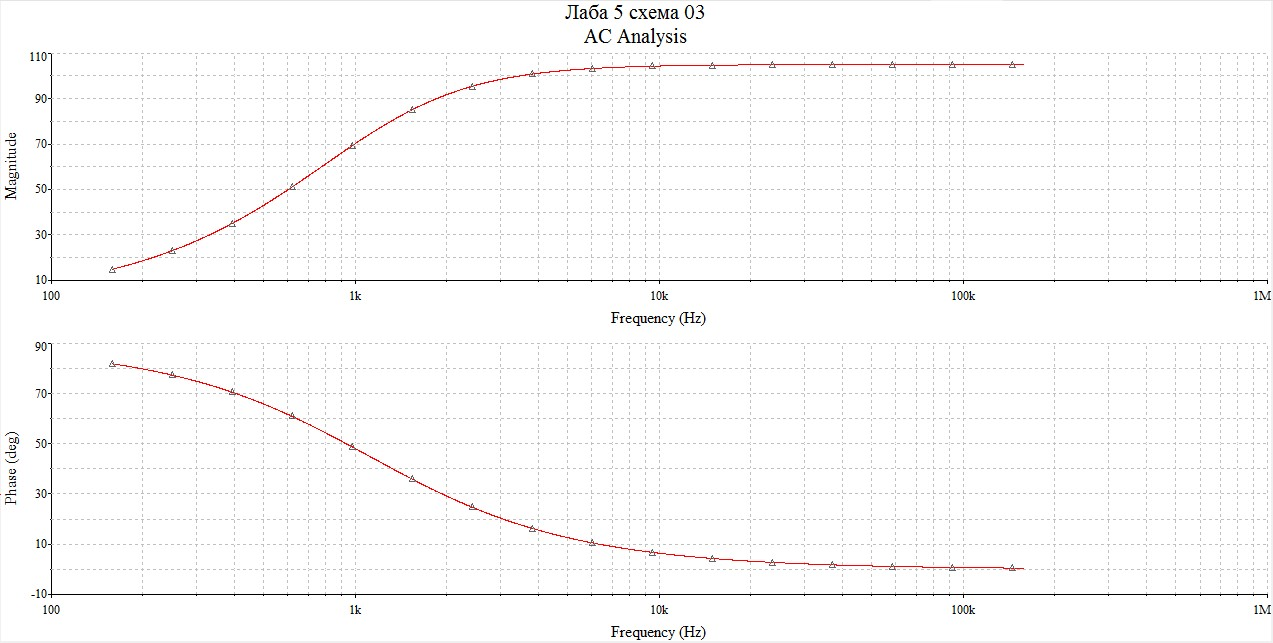 Лаба 5 схема 03
AC Analysis
110
90
70
50
30
10
Magnitude
100
1k
10k
100k
1M
Frequency (Hz)
90
70
50
30
10
-10
Phase (deg)
100
1k
10k
100k
1M
Frequency (Hz)